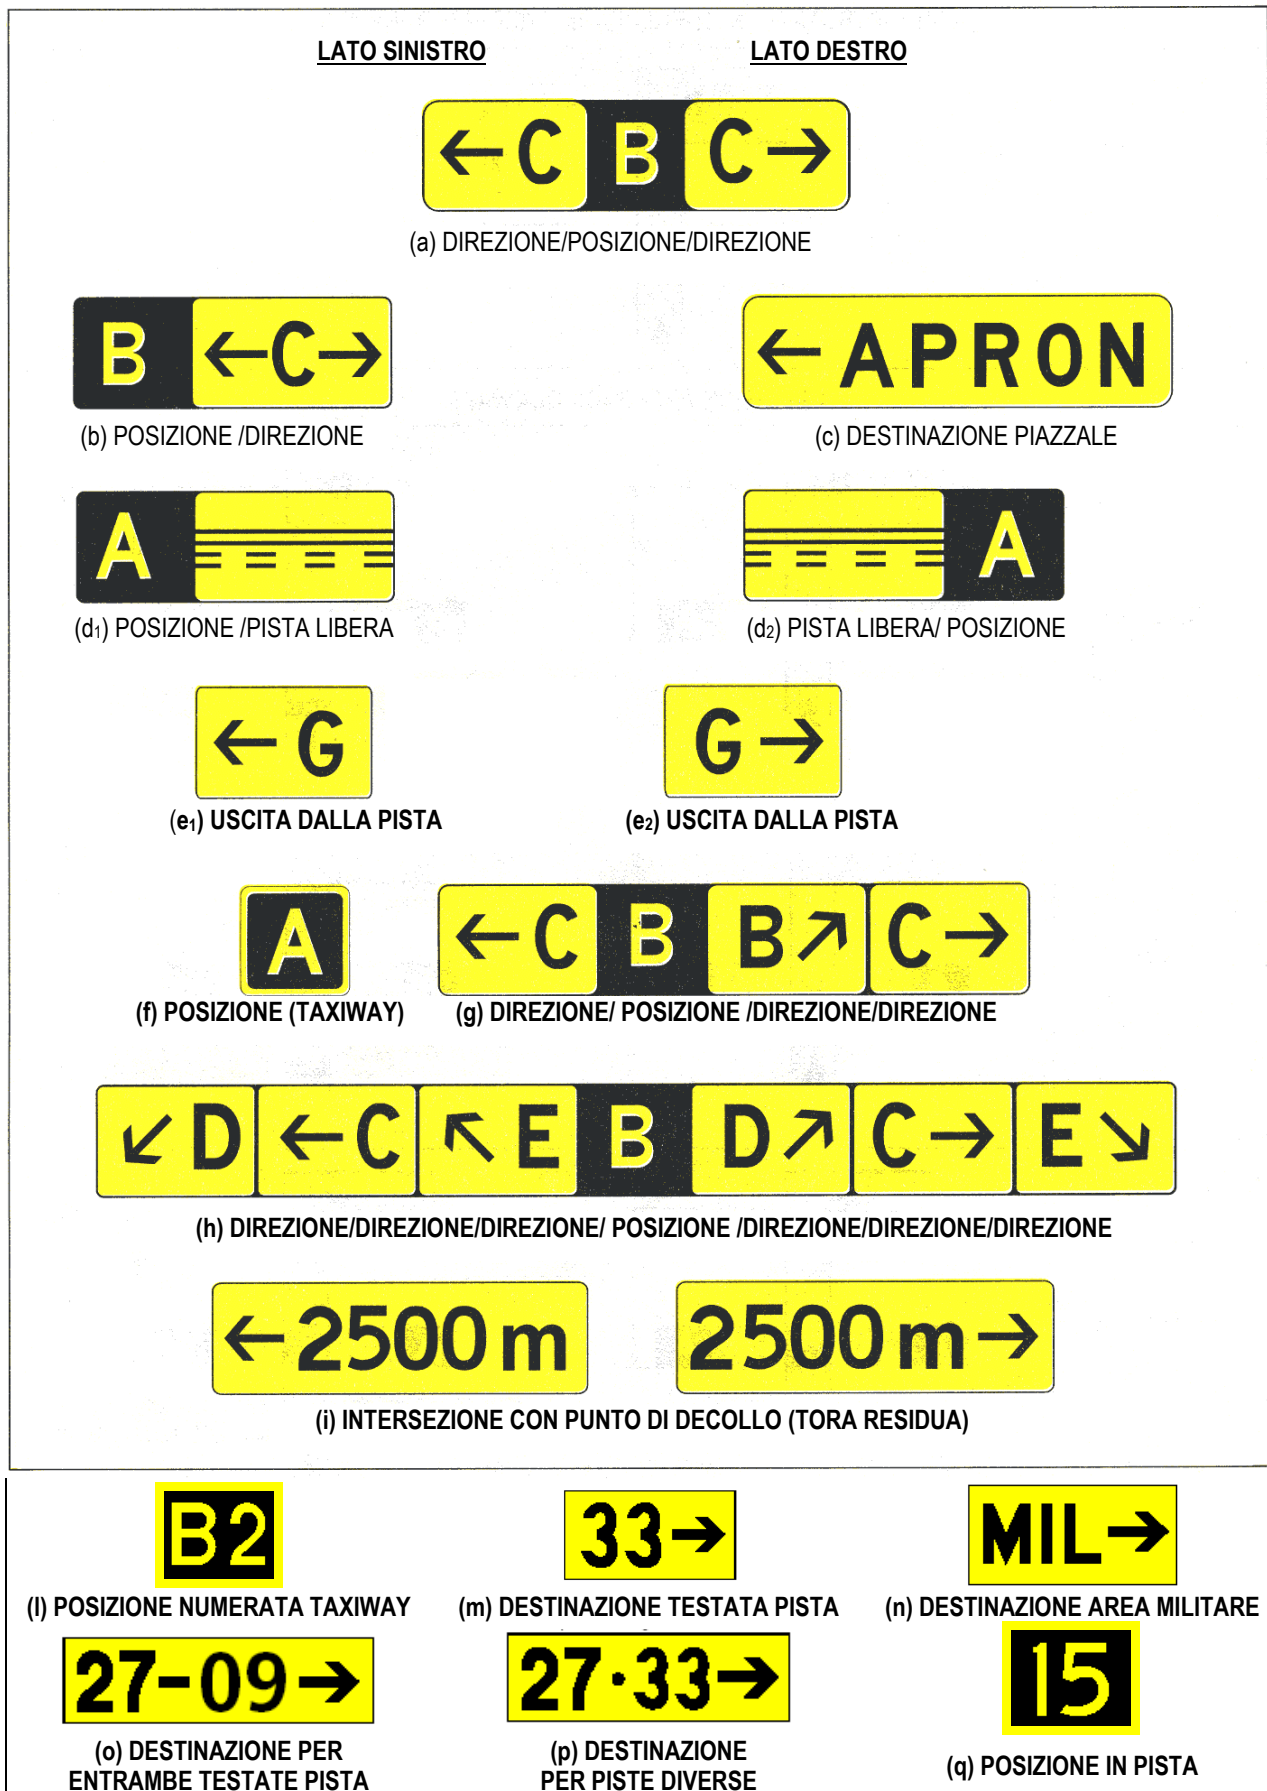 LATO SINISTRO LATO DESTRO
←C B C→
(a) DIREZIONE/POSIZIONE/DIREZIONE
B ←C→ ←APRON
(b) POSIZIONE /DIREZIONE (c) DESTINAZIONE PIAZZALE
A A
(d1) POSIZIONE /PISTA LIBERA (d2) PISTA LIBERA/ POSIZIONE
←G G→
(e1) USCITA DALLA PISTA (e2) USCITA DALLA PISTA
A ←C B B↗ C→
(f) POSIZIONE (TAXIWAY) (g) DIREZIONE/ POSIZIONE /DIREZIONE/DIREZIONE
↙D ←C ↖E B D↗ C→ E↘
(h) DIREZIONE/DIREZIONE/DIREZIONE/ POSIZIONE /DIREZIONE/DIREZIONE/DIREZIONE
←2500m 2500m→
(i) INTERSEZIONE CON PUNTO DI DECOLLO (TORA RESIDUA)
B2 33→ MIL→
(l) POSIZIONE NUMERATA TAXIWAY (m) DESTINAZIONE TESTATA PISTA (n) DESTINAZIONE AREA MILITARE
27-09→ 27·33→ 15
(o) DESTINAZIONE PER
ENTRAMBE TESTATE PISTA
(p) DESTINAZIONE
PER PISTE DIVERSE
(q) POSIZIONE IN PISTA